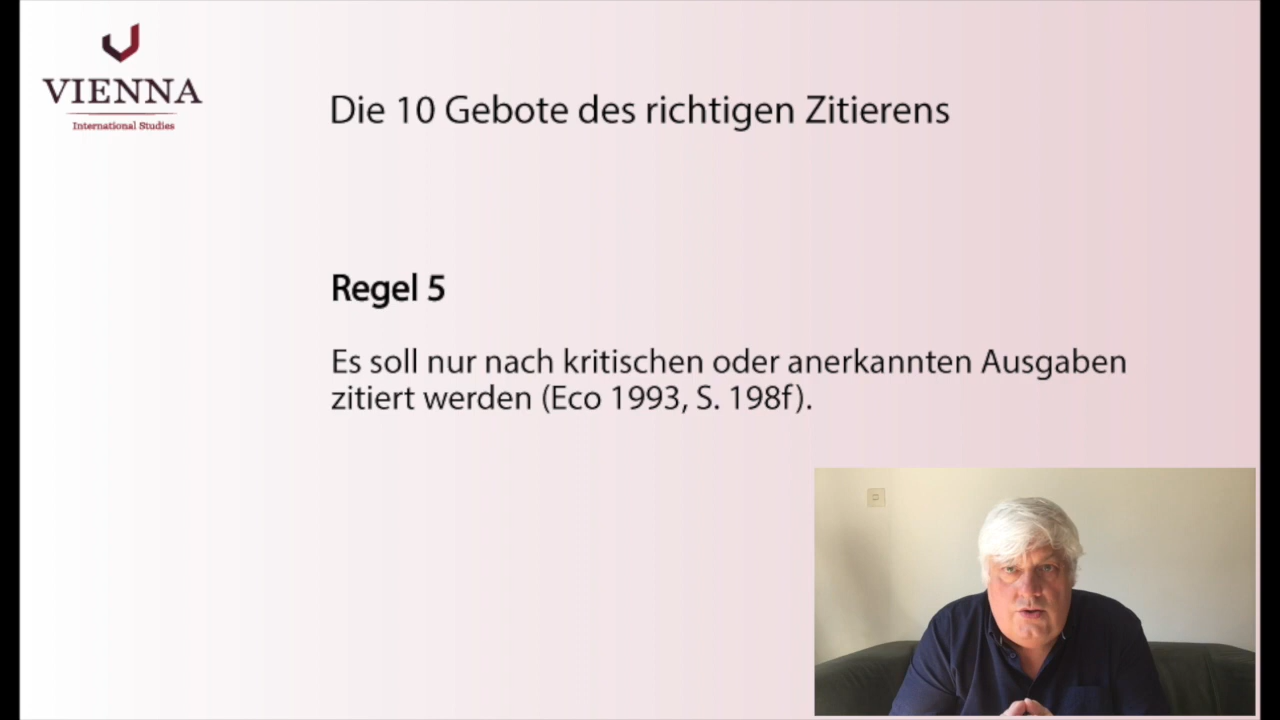 VIENNA
International Studies
Die 10 Gebote des richtigen Zitierens
Regel 5
Es soll nur nach kritischen oder anerkannten Ausgaben
zitiert werden (Eco 1993, S. 198f).